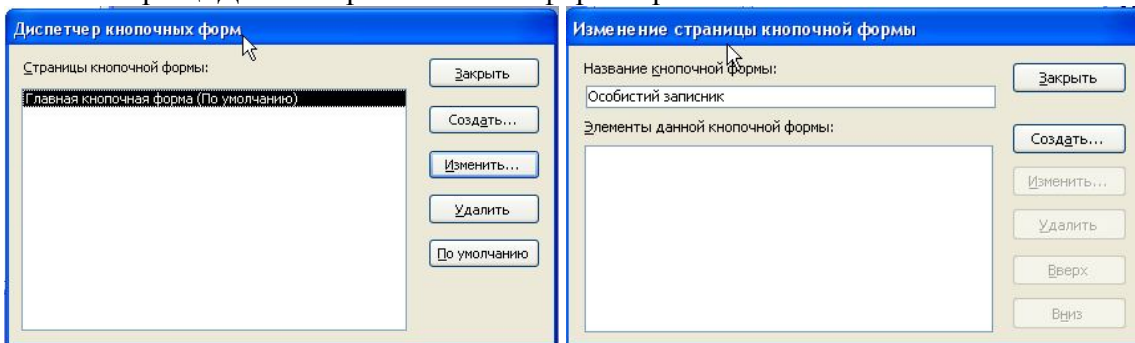 Диспетчер кнопочных форм
Страницы кнопочной формы:
Главная кнопочная форма (По умолчанию)
Закрыть
Создать...
Изменить...
Удалить
По умолчанию
Изменение страницы кнопочной формы
Название кнопочной формы:
Особистий записник
Элементы данной кнопочной формы:
Закрыть
Создать...
Изменить...
Удалить
Вверх
Вниз